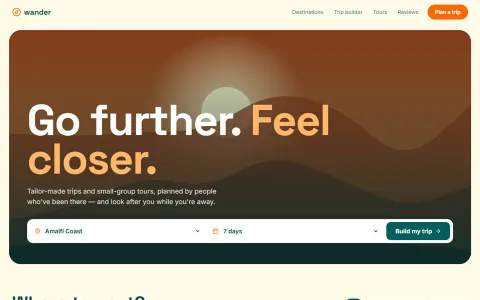 wander
Destinations
Trip builder
Tours
Reviews
Plan a trip
Go further. Feel
closer.
Tailor-made trips and small-group tours, planned by people
who've been there — and look after you while you're away.
Amalfi Coast
7 days
Build my trip →